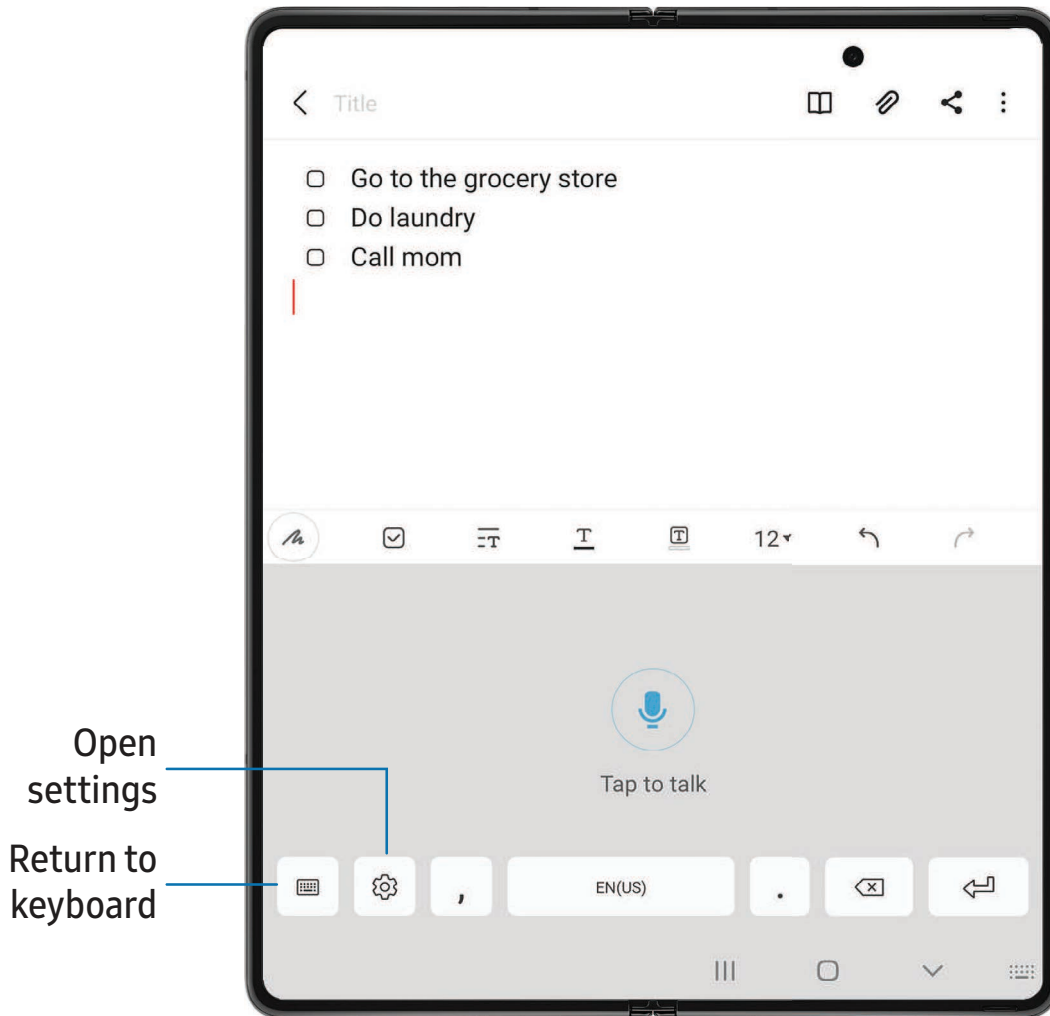 Title
Go to the grocery store
Do laundry
Call mom
12
Tap to talk
Open
settings
Return to
keyboard
, EN(US) .